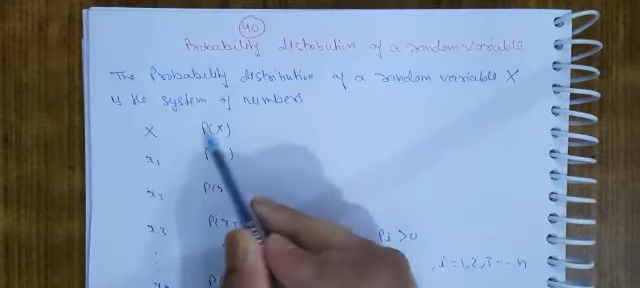 40
Probability distribution of a random variable
The Probability distribution of a random variable X
is the system of numbers
X P(X)
x1
x2
x3
Pi >0
, i=1,2,3--- n